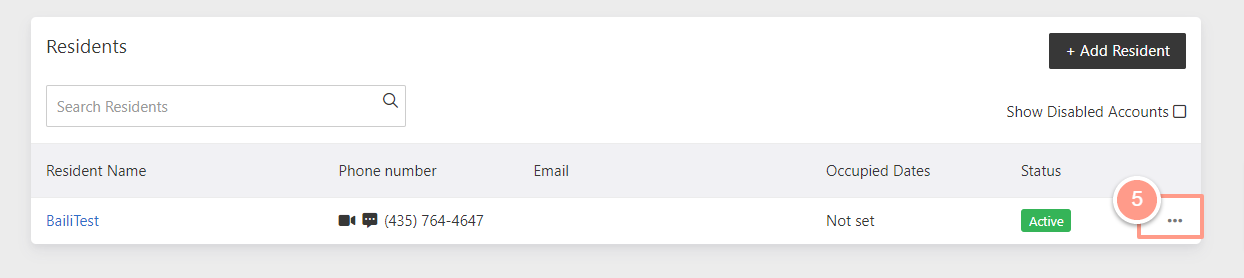 Residents
+ Add Resident
Search Residents
Show Disabled Accounts
Resident Name Phone number Email Occupied Dates Status
5
BailiTest (435) 764-4647 Not set Active